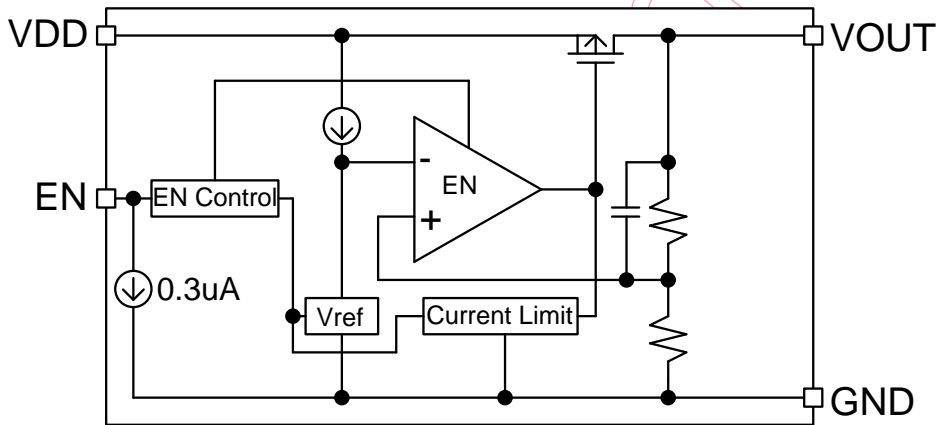 VDD
VOUT
-
EN
EN
EN Control
+
0.3uA
Vref
Current Limit
GND